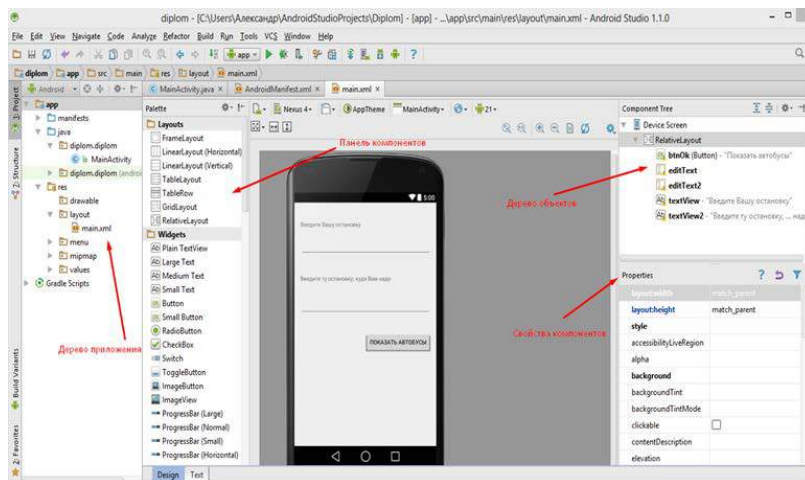 diplom - [C:\Users\Александр\AndroidStudioProjects\Diplom] - [app] - ...\app\src\main\res\layout\main.xml - Android Studio 1.1.0
File Edit View Navigate Code Analyze Refactor Build Run Tools VCS Window Help
app
diplom app src main res layout main.xml
Android
MainActivity.java
AndroidManifest.xml
main.xml
1: Project
2: Structure
Build Variants
2: Favorites
app
manifests
java
diplom.diplom
MainActivity
diplom.diplom (androi
res
drawable
layout
main.xml
menu
mipmap
values
Gradle Scripts
Дерево приложения
Palette
Layouts
FrameLayout
LinearLayout (Horizontal)
LinearLayout (Vertical)
TableLayout
TableRow
GridLayout
RelativeLayout
Widgets
Plain TextView
Large Text
Medium Text
Small Text
Button
Small Button
RadioButton
CheckBox
Switch
ToggleButton
ImageButton
ImageView
ProgressBar (Large)
ProgressBar (Normal)
ProgressBar (Small)
ProgressBar (Horizontal)
Design Text
Nexus 4 AppTheme MainActivity 21
Панель компонентов
5:00
Введите Вашу остановку
Введите ту остановку, куда Вам надо
ПОКАЗАТЬ АВТОБУСЫ
Дерево объектов
Свойства компонентов
Component Tree
Device Screen
RelativeLayout
btnOk (Button) - "Показать автобусы"
editText
editText2
textView - "Введите Вашу остановку"
textView2 - "Введите ту остановку, ... над
Properties
layout:width match_parent
layout:height match_parent
style
accessibilityLiveRegion
alpha
background
backgroundTint
backgroundTintMode
clickable
contentDescription
elevation